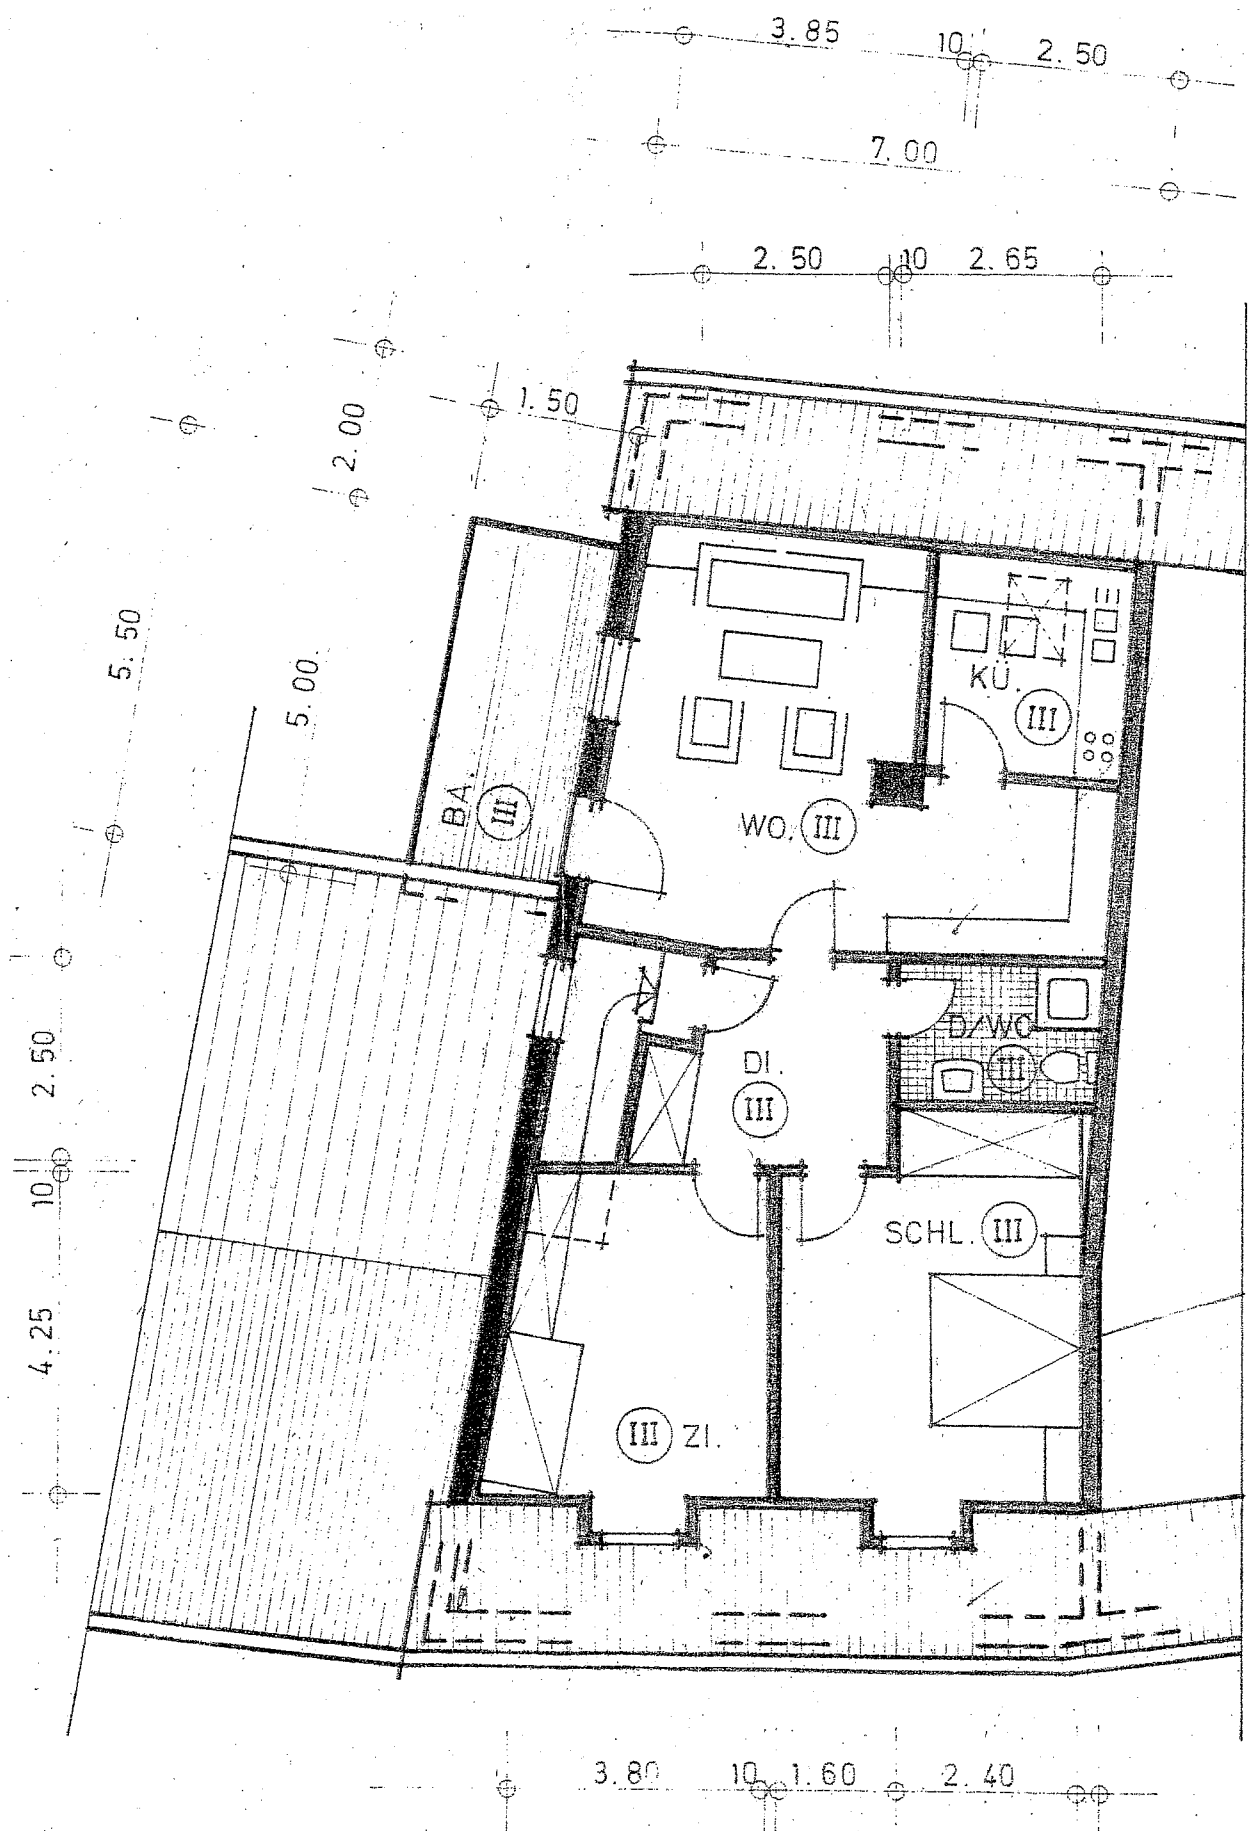 3.85 10 2.50
7.00
2.50 10 2.65
1.50
2.00
5.50
5.00.
KÜ.
III
BA.
III
WO. III
2.50
D/WC
DI.
III
III
10
SCHL. III
4.25
III ZI.
3.80 10 1.60 2.40